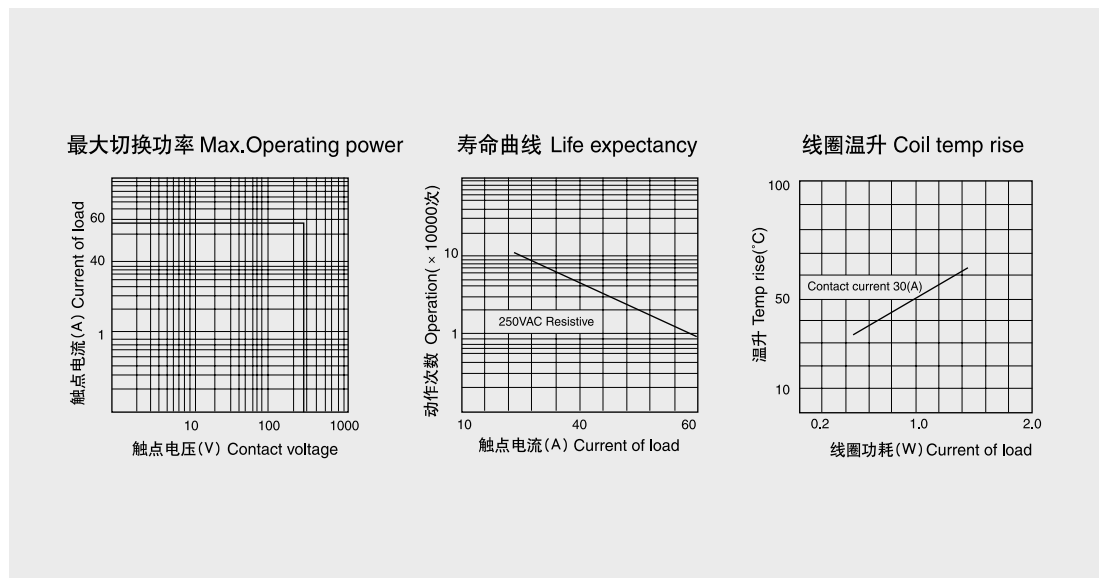 最大切换功率 Max.Operating power
触点电流(A) Current of load
60
40
1
10
100
1000
触点电压(V) Contact voltage
寿命曲线 Life expectancy
动作次数 Operation( × 10000次)
10
1
250VAC Resistive
10
40
60
触点电流(A) Current of load
线圈温升 Coil temp rise
温升 Temp rise(°C)
100
50
10
Contact current 30(A)
0.2
1.0
2.0
线圈功耗(W) Current of load